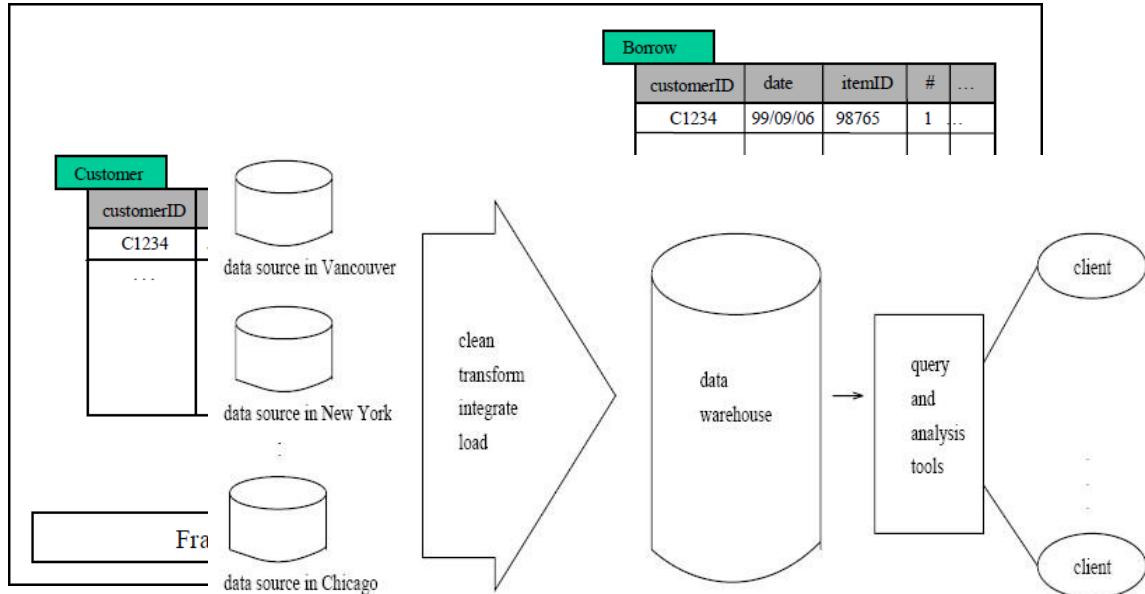 Borrow
customerID date itemID # ...
C1234 99/09/06 98765 1 ...
Customer
customerID
C1234
...
data source in Vancouver
data source in New York
data source in Chicago
clean
transform
integrate
load
data
warehouse
query
and
analysis
tools
client
client